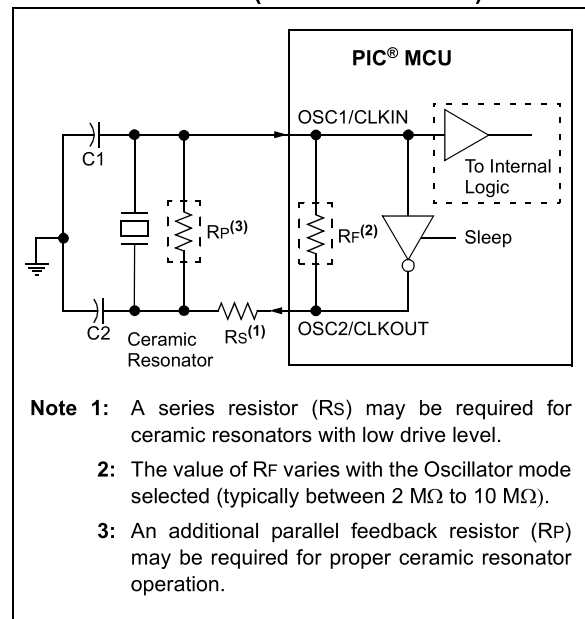 PIC® MCU
OSC1/CLKIN
C1
To Internal
Logic
RP(3)
RF(2)
Sleep
C2
Ceramic
Resonator
RS(1)
OSC2/CLKOUT
Note 1: A series resistor (RS) may be required for
ceramic resonators with low drive level.
2: The value of RF varies with the Oscillator mode
selected (typically between 2 MΩ to 10 MΩ).
3: An additional parallel feedback resistor (RP)
may be required for proper ceramic resonator
operation.